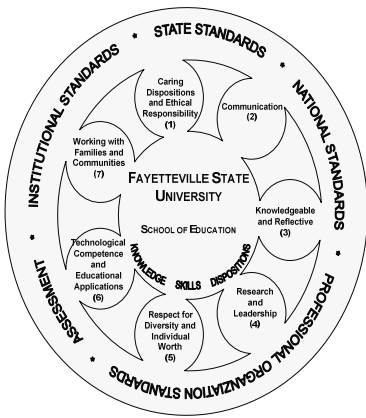 STATE STANDARDS
*
NATIONAL STANDARDS
*
PROFESSIONAL ORGANIZATION STANDARDS
*
ASSESSMENT
*
INSTITUTIONAL STANDARDS
*
Caring
Dispositions
and Ethical
Responsibility
(1)
Communication
(2)
Knowledgeable
and Reflective
(3)
Research
and
Leadership
(4)
Respect for
Diversity and
Individual
Worth
(5)
Technological
Competence
and
Educational
Applications
(6)
Working with
Families and
Communities
(7)
FAYETTEVILLE STATE
UNIVERSITY
SCHOOL OF EDUCATION
KNOWLEDGE SKILLS DISPOSITIONS